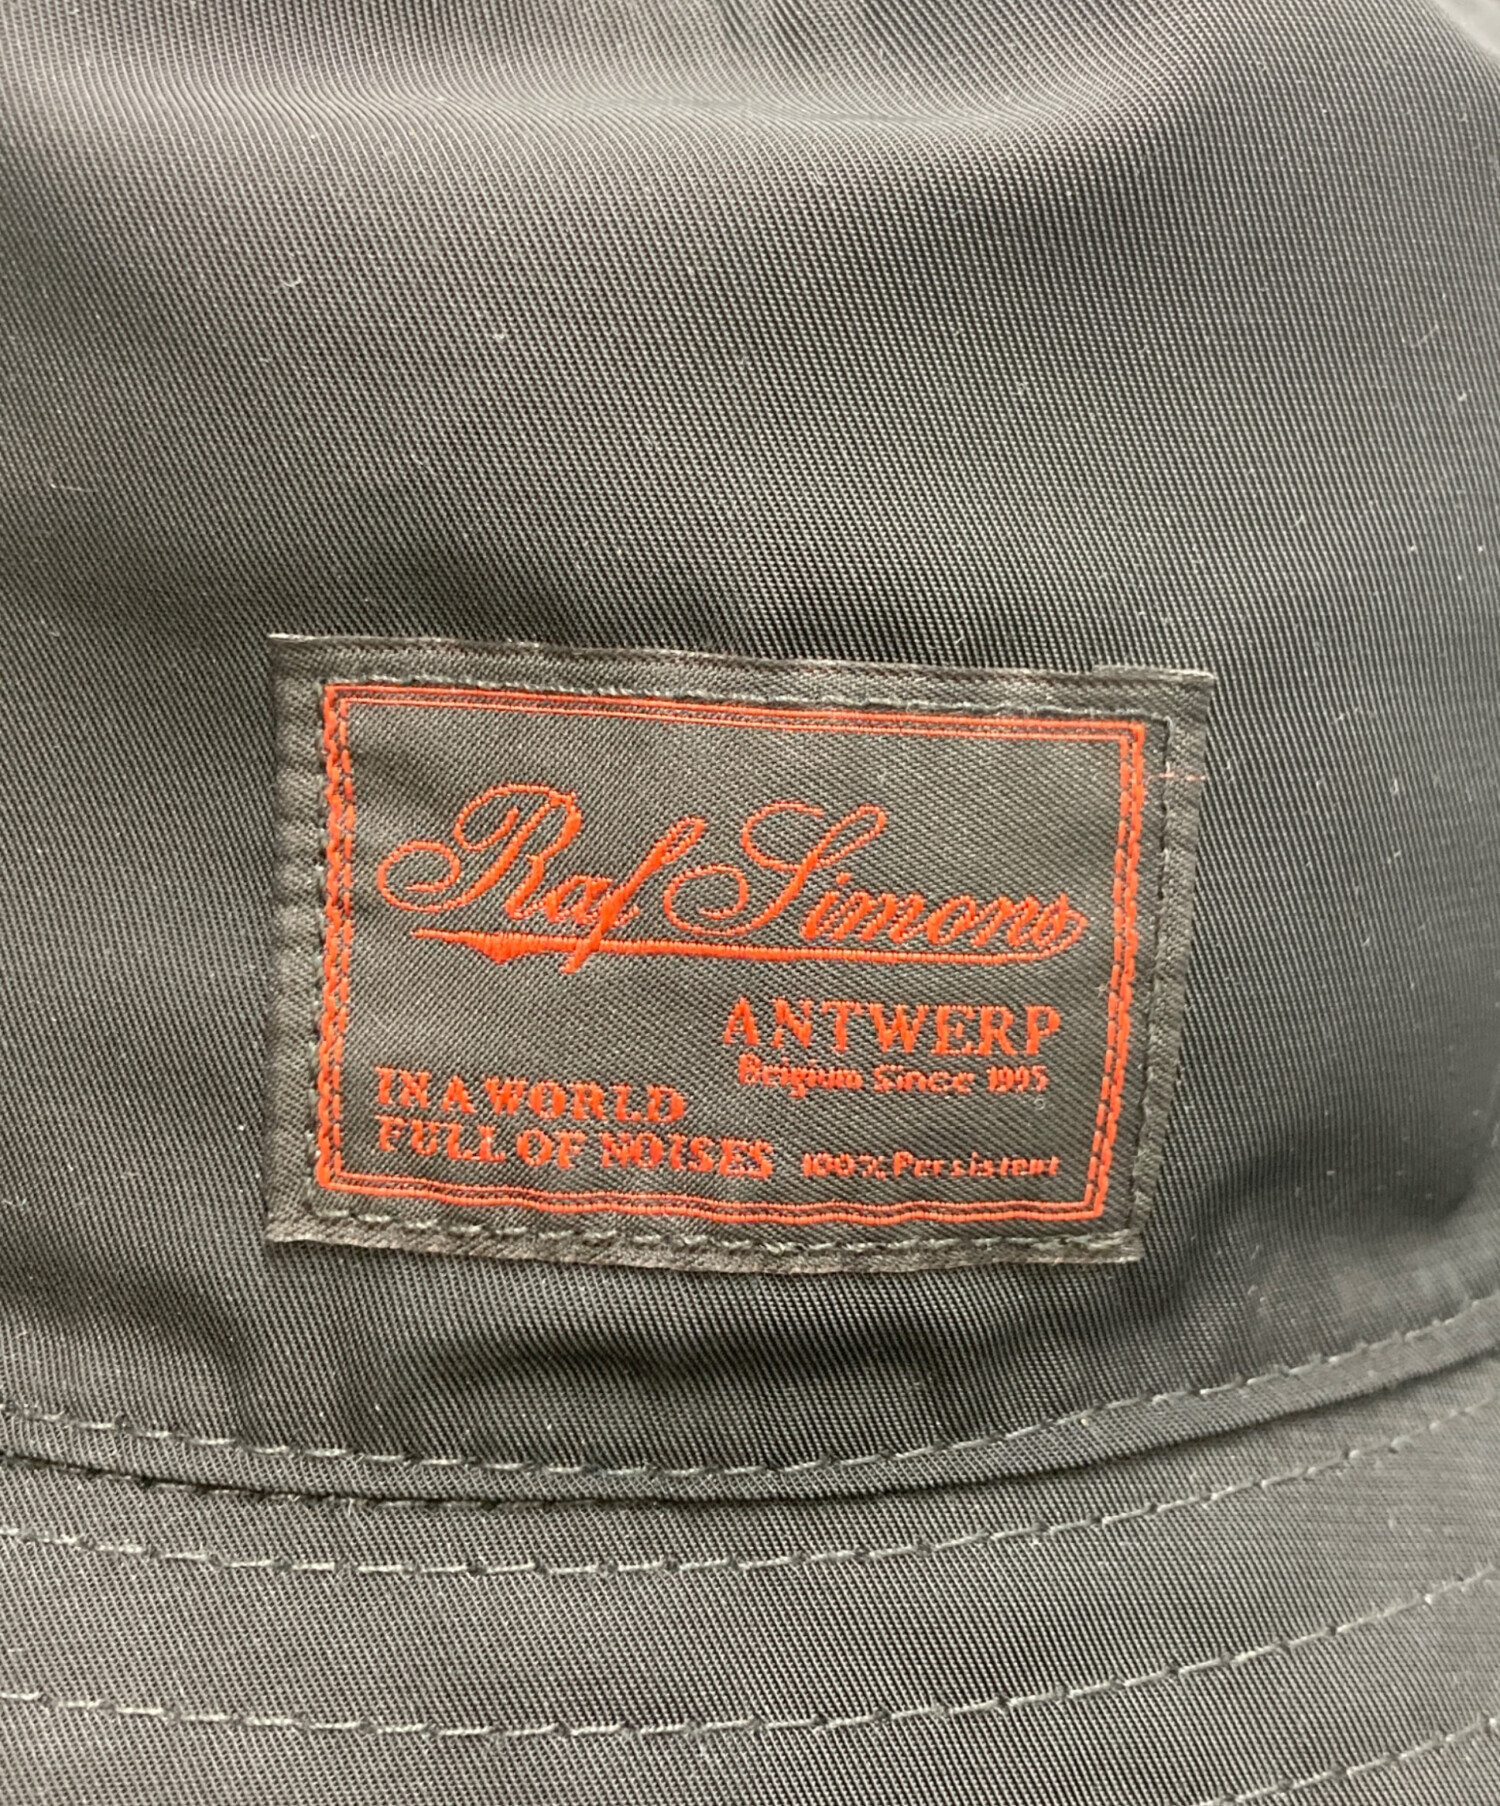 Raf Simons
ANTWERP
Belgium Since 1995
IN A WORLD
FULL OF NOISES
100% Persistent